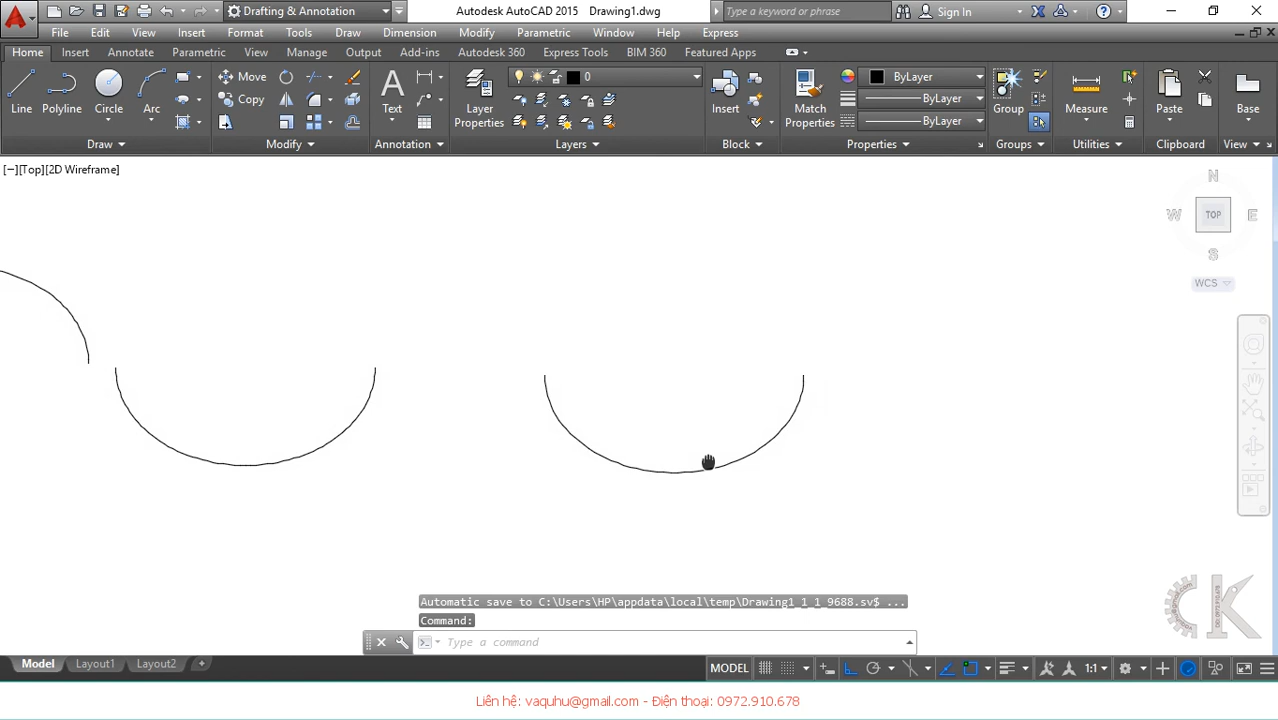 Drafting & Annotation
Autodesk AutoCAD 2015 Drawing1.dwg
Type a keyword or phrase
Sign In
File Edit View Insert Format Tools Draw Dimension Modify Parametric Window Help Express
Home Insert Annotate Parametric View Manage Output Add-ins Autodesk 360 Express Tools BIM 360 Featured Apps
Line Polyline Circle Arc
Move
Copy
Text
Layer Properties
0
Insert
Match Properties
ByLayer
ByLayer
ByLayer
Group
Measure
Paste
Base
Draw Modify Annotation Layers Block Properties Groups Utilities Clipboard View
[−][Top][2D Wireframe]
N
W TOP E
S
WCS
Automatic save to C:\Users\HP\appdata\local\temp\Drawing1_1_1_9688.sv$ ...
Command:
Type a command
Model Layout1 Layout2 +
MODEL
1:1
Liên hệ: vaquhu@gmail.com - Điện thoại: 0972.910.678